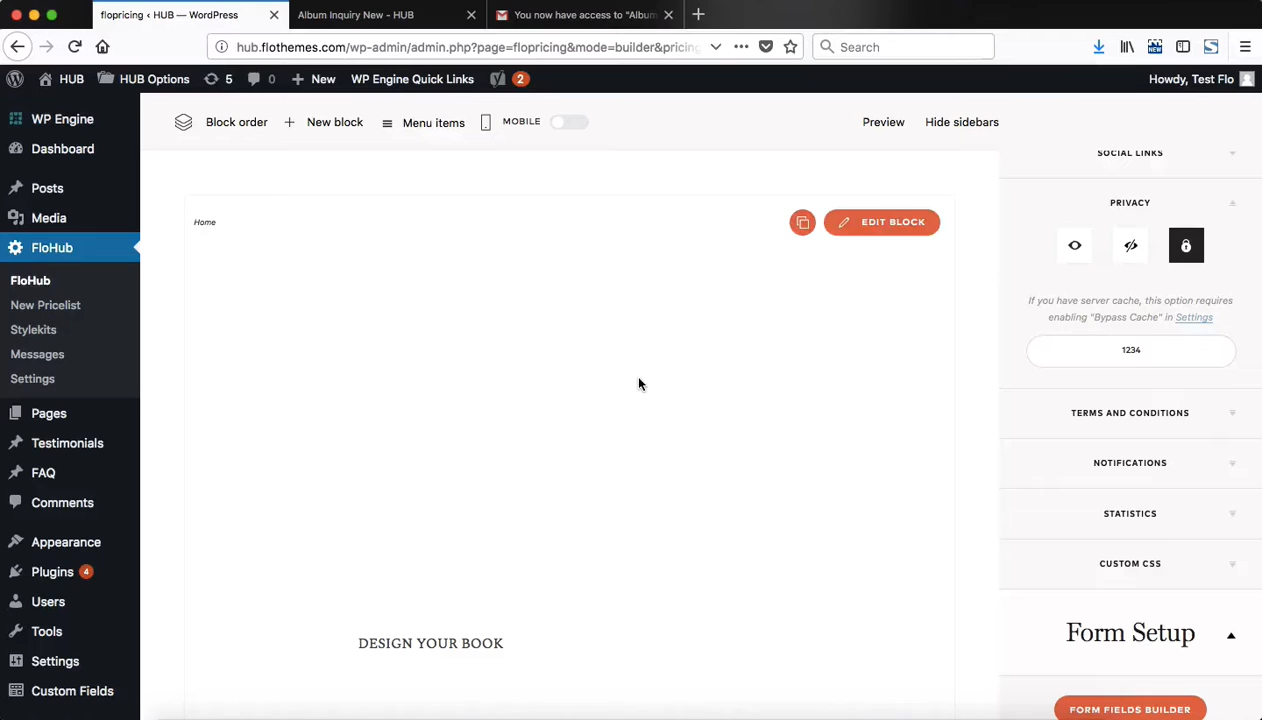 flopricing ‹ HUB — WordPress
Album Inquiry New - HUB
You now have access to "Album
hub.flothemes.com/wp-admin/admin.php?page=flopricing&mode=builder&pricing
Search
HUB
HUB Options
5
0
New
WP Engine Quick Links
2
Howdy, Test Flo
WP Engine
Dashboard
Posts
Media
FloHub
FloHub
New Pricelist
Stylekits
Messages
Settings
Pages
Testimonials
FAQ
Comments
Appearance
Plugins 4
Users
Tools
Settings
Custom Fields
Block order
New block
Menu items
MOBILE
Preview
Hide sidebars
Home
EDIT BLOCK
DESIGN YOUR BOOK
SOCIAL LINKS
PRIVACY
If you have server cache, this option requires
enabling "Bypass Cache" in Settings
1234
TERMS AND CONDITIONS
NOTIFICATIONS
STATISTICS
CUSTOM CSS
Form Setup
FORM FIELDS BUILDER